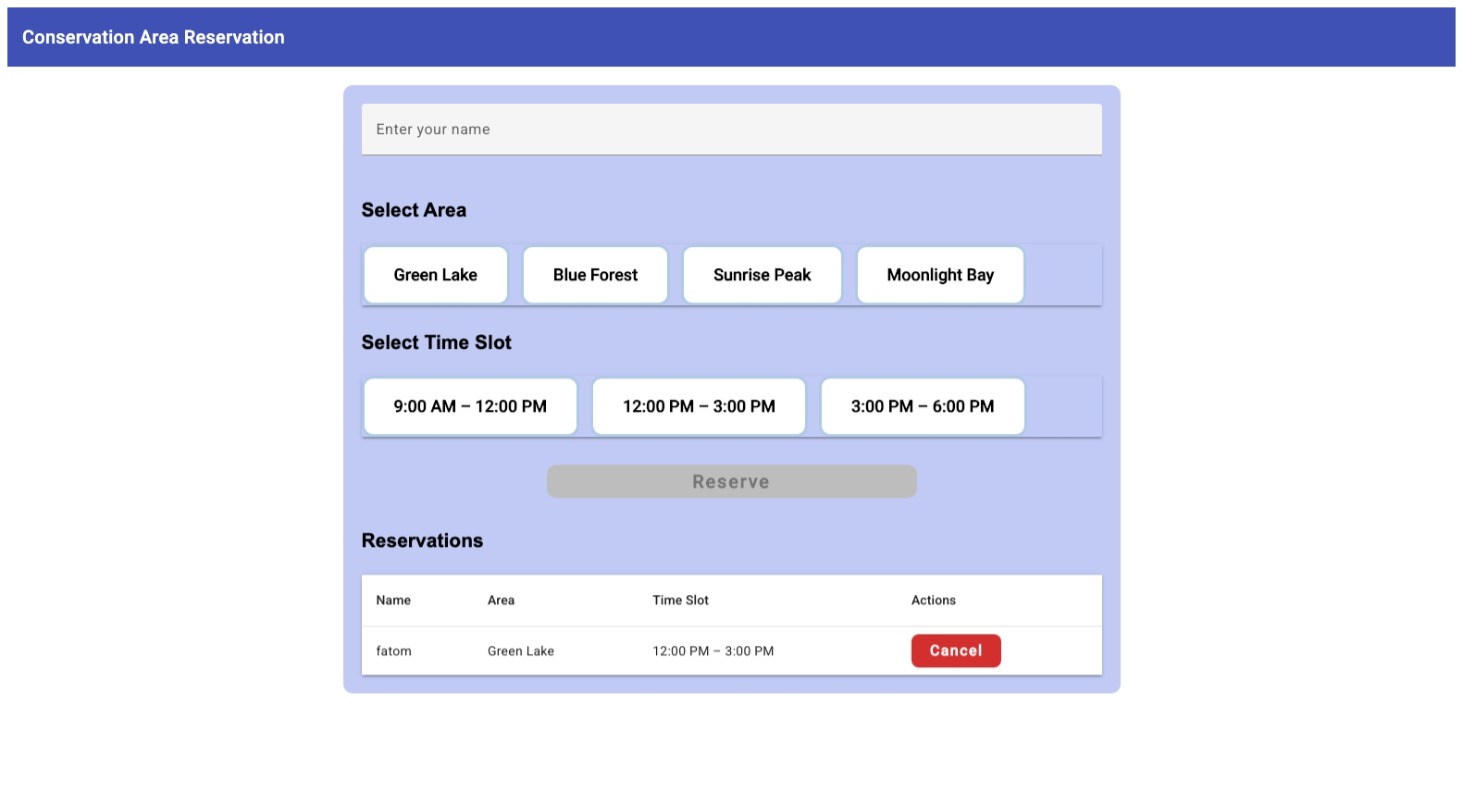 Conservation Area Reservation
Enter your name
Select Area
Green Lake Blue Forest Sunrise Peak Moonlight Bay
Select Time Slot
9:00 AM – 12:00 PM 12:00 PM – 3:00 PM 3:00 PM – 6:00 PM
Reserve
Reservations
Name Area Time Slot Actions
fatom Green Lake 12:00 PM – 3:00 PM Cancel